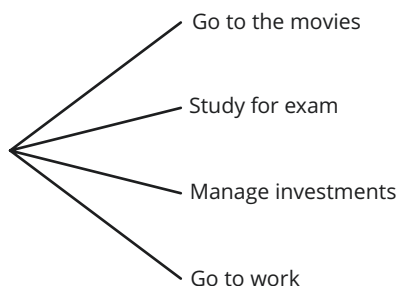 Go to the movies
Study for exam
Manage investments
Go to work